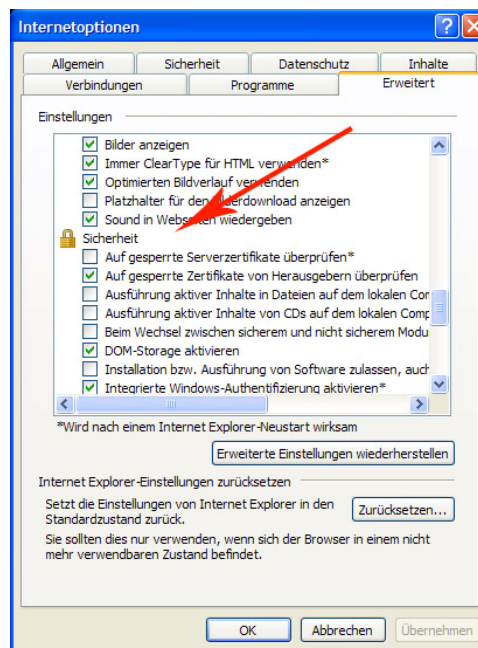 Internetoptionen
Allgemein Sicherheit Datenschutz Inhalte
Verbindungen Programme Erweitert
Einstellungen
Bilder anzeigen
Immer ClearType für HTML verwenden*
Optimierten Bildverlauf verwenden
Platzhalter für den Bilderdownload anzeigen
Sound in Webseiten wiedergeben
Sicherheit
Auf gesperrte Serverzertifikate überprüfen*
Auf gesperrte Zertifikate von Herausgebern überprüfen
Ausführung aktiver Inhalte in Dateien auf dem lokalen Com
Ausführung aktiver Inhalte von CDs auf dem lokalen Comp
Beim Wechsel zwischen sicherem und nicht sicherem Modu
DOM-Storage aktivieren
Installation bzw. Ausführung von Software zulassen, auch
Integrierte Windows-Authentifizierung aktivieren*
*Wird nach einem Internet Explorer-Neustart wirksam
Erweiterte Einstellungen wiederherstellen
Internet Explorer-Einstellungen zurücksetzen
Setzt die Einstellungen von Internet Explorer in den
Standardzustand zurück.
Zurücksetzen...
Sie sollten dies nur verwenden, wenn sich der Browser in einem nicht
mehr verwendbaren Zustand befindet.
OK Abbrechen Übernehmen